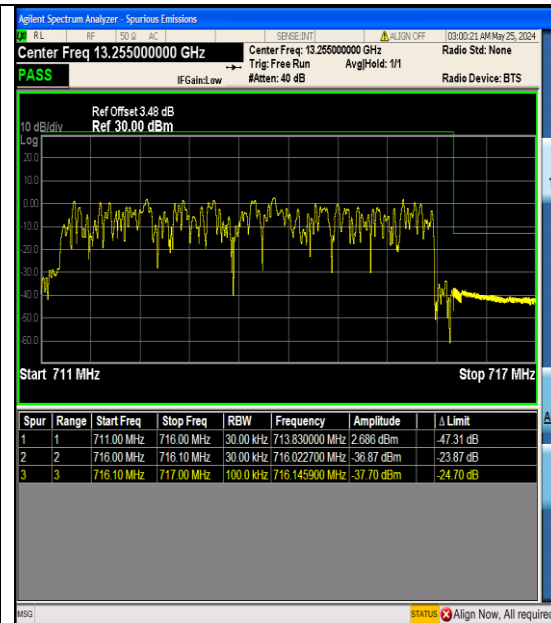 Agilent Spectrum Analyzer - Spurious Emissions
RL RF 50 Ω AC SENSE:INT ALIGN OFF 03:00:21 AM May 25, 2024
Center Freq 13.255000000 GHz Center Freq: 13.255000000 GHz Radio Std: None
Trig: Free Run Avg|Hold: 1/1
PASS IFGain:Low #Atten: 40 dB Radio Device: BTS
Ref Offset 3.48 dB
10 dB/div Ref 30.00 dBm
Log
20.0
10.0
0.00
-10.0
-20.0
-30.0
-40.0
-50.0
-60.0
Start 711 MHz Stop 717 MHz
Spur Range Start Freq Stop Freq RBW Frequency Amplitude Δ Limit
1 1 711.00 MHz 716.00 MHz 30.00 kHz 713.830000 MHz 2.686 dBm -47.31 dB
2 2 716.00 MHz 716.10 MHz 30.00 kHz 716.022700 MHz -36.87 dBm -23.87 dB
3 3 716.10 MHz 717.00 MHz 100.0 kHz 716.145900 MHz -37.70 dBm -24.70 dB
MSG STATUS Align Now, All required